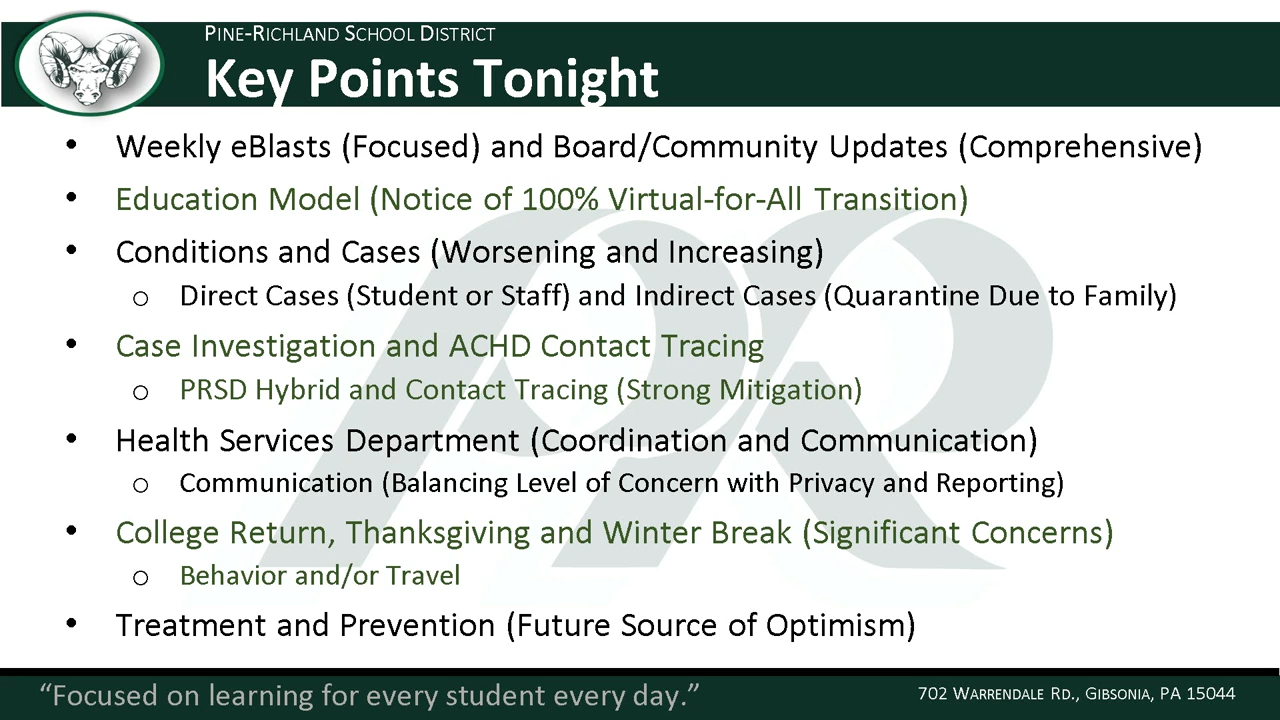 PINE-RICHLAND SCHOOL DISTRICT
Key Points Tonight
• Weekly eBlasts (Focused) and Board/Community Updates (Comprehensive)
• Education Model (Notice of 100% Virtual-for-All Transition)
• Conditions and Cases (Worsening and Increasing)
o Direct Cases (Student or Staff) and Indirect Cases (Quarantine Due to Family)
• Case Investigation and ACHD Contact Tracing
o PRSD Hybrid and Contact Tracing (Strong Mitigation)
• Health Services Department (Coordination and Communication)
o Communication (Balancing Level of Concern with Privacy and Reporting)
• College Return, Thanksgiving and Winter Break (Significant Concerns)
o Behavior and/or Travel
• Treatment and Prevention (Future Source of Optimism)
“Focused on learning for every student every day.”
702 WARRENDALE RD., GIBSONIA, PA 15044
PR